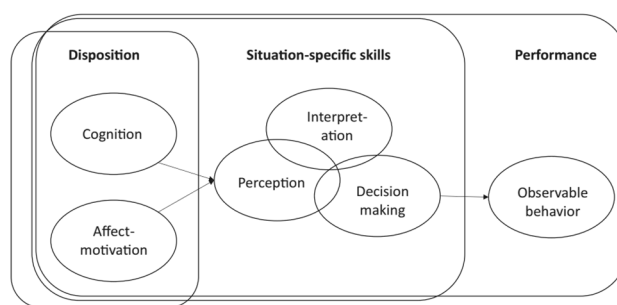 Disposition
Situation-specific skills
Performance
Cognition
Affect-
motivation
Interpret-
ation
Perception
Decision
making
Observable
behavior